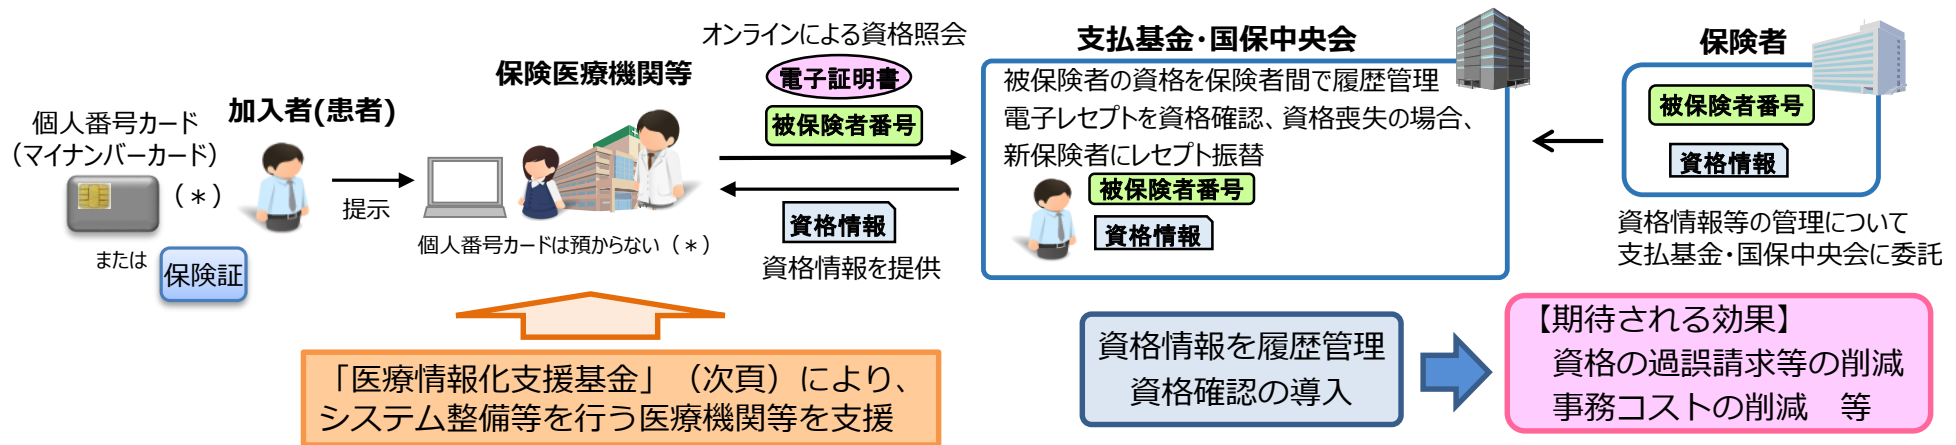 個人番号カード
（マイナンバーカード）
（＊）
または
保険証
加入者(患者)
提示
保険医療機関等
個人番号カードは預からない（＊）
オンラインによる資格照会
電子証明書
被保険者番号
資格情報
資格情報を提供
支払基金・国保中央会
被保険者の資格を保険者間で履歴管理
電子レセプトを資格確認、資格喪失の場合、
新保険者にレセプト振替
被保険者番号
資格情報
保険者
被保険者番号
資格情報
資格情報等の管理について
支払基金・国保中央会に委託
「医療情報化支援基金」（次頁）により、
システム整備等を行う医療機関等を支援
資格情報を履歴管理
資格確認の導入
【期待される効果】
資格の過誤請求等の削減
事務コストの削減　等